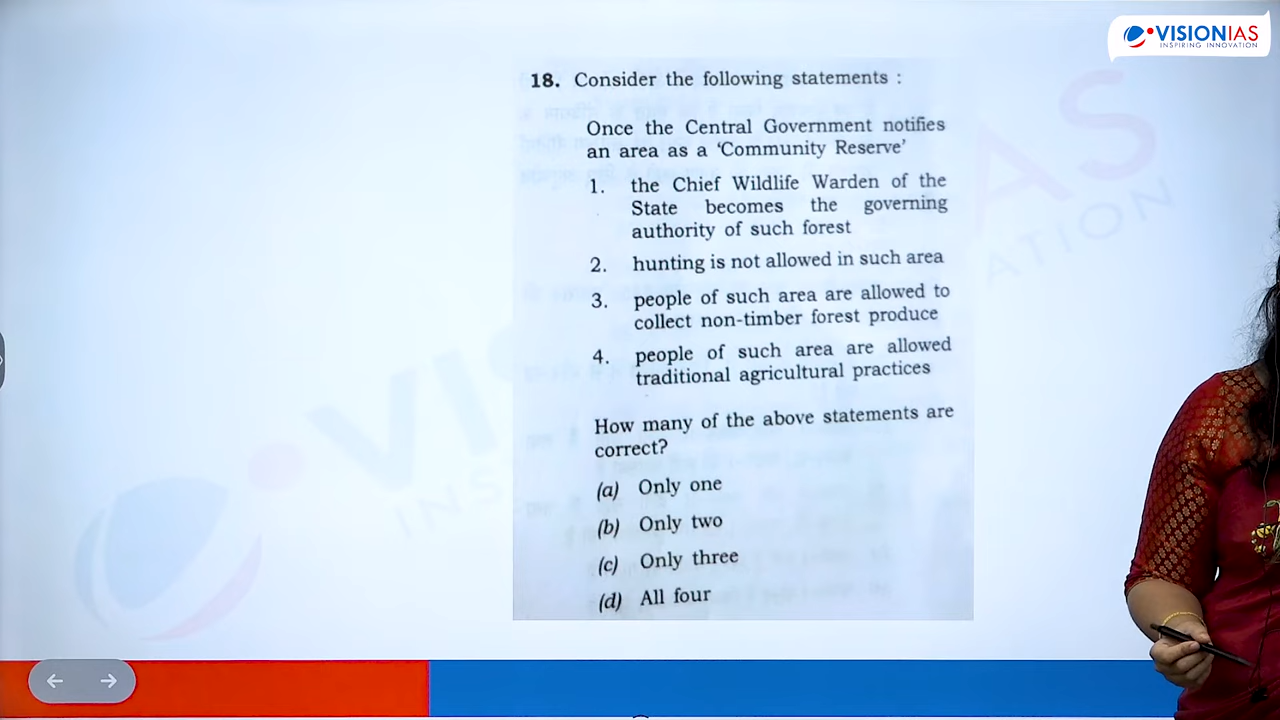 VISIONIAS
INSPIRING INNOVATION
18. Consider the following statements :
Once the Central Government notifies
an area as a ‘Community Reserve’
1. the Chief Wildlife Warden of the
State becomes the governing
authority of such forest
2. hunting is not allowed in such area
3. people of such area are allowed to
collect non-timber forest produce
4. people of such area are allowed
traditional agricultural practices
How many of the above statements are
correct?
(a) Only one
(b) Only two
(c) Only three
(d) All four